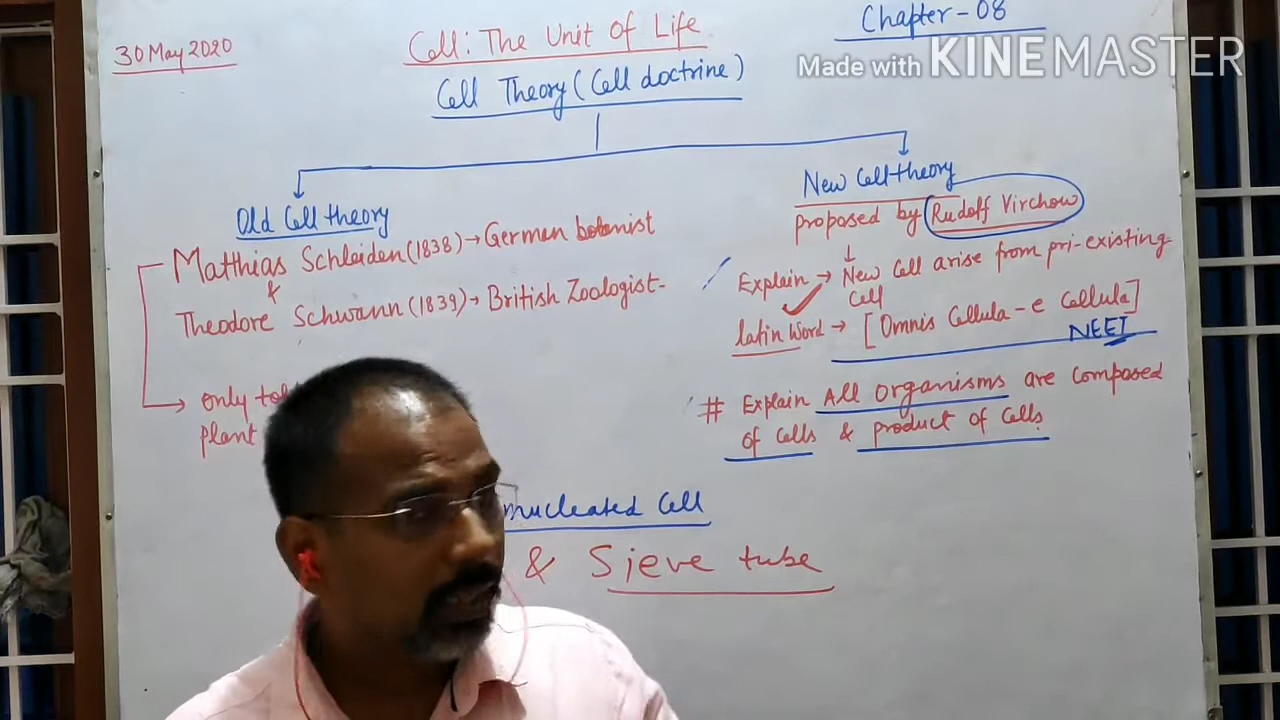 30 May 2020
Cell: The Unit Of Life
Chapter-08
Made with KINEMASTER
Cell Theory (Cell doctrine)
Old Cell theory
Matthias Schleiden (1838) → German botanist
&
Theodore Schwann (1839) → British Zoologist-
only
plant
New Cell theory
proposed by Rudolf Virchow
↓
Explain → New Cell arise from pri-existing
Cell
latin word → [Omnis Cellula-e Cellula]
NEET
# Explain All organisms are composed
of cells & product of cells.
nucleated Cell
& Sieve tube